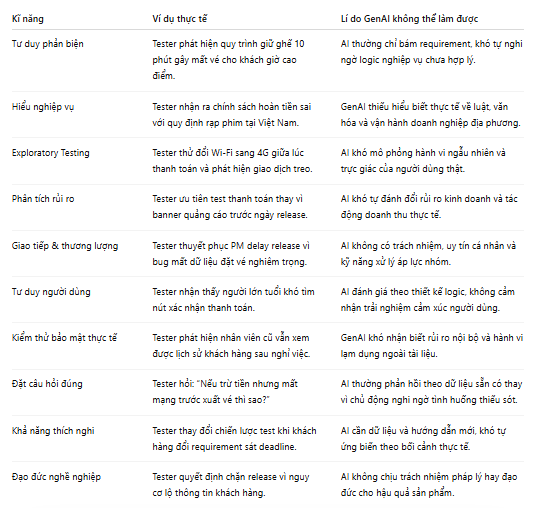 Kĩ năng Ví dụ thực tế Lí do GenAI không thể làm được
Tư duy phản biện Tester phát hiện quy trình giữ ghế 10 AI thường chỉ bám requirement, khó tự nghi
phút gây mất vé cho khách giờ cao ngờ logic nghiệp vụ chưa hợp lý.
điểm.
Hiểu nghiệp vụ Tester nhận ra chính sách hoàn tiền sai GenAI thiếu hiểu biết thực tế về luật, văn
với quy định rạp phim tại Việt Nam. hóa và vận hành doanh nghiệp địa phương.
Exploratory Testing Tester thử đổi Wi-Fi sang 4G giữa lúc AI khó mô phỏng hành vi ngẫu nhiên và
thanh toán và phát hiện giao dịch treo. trực giác của người dùng thật.
Phân tích rủi ro Tester ưu tiên test thanh toán thay vì AI khó tự đánh đổi rủi ro kinh doanh và tác
banner quảng cáo trước ngày release. động doanh thu thực tế.
Giao tiếp & thương lượng Tester thuyết phục PM delay release vì AI không có trách nhiệm, uy tín cá nhân và
bug mất dữ liệu đặt vé nghiêm trọng. kỹ năng xử lý áp lực nhóm.
Tư duy người dùng Tester nhận thấy người lớn tuổi khó tìm AI đánh giá theo thiết kế logic, không cảm
nút xác nhận thanh toán. nhận trải nghiệm cảm xúc người dùng.
Kiểm thử bảo mật thực tế Tester phát hiện nhân viên cũ vẫn xem GenAI khó nhận biết rủi ro nội bộ và hành vi
được lịch sử khách hàng sau nghỉ việc. lạm dụng ngoài tài liệu.
Đặt câu hỏi đúng Tester hỏi: "Nếu trừ tiền nhưng mất AI thường phản hồi theo dữ liệu sẵn có thay
mạng trước xuất vé thì sao?" vì chủ động nghi ngờ tình huống thiếu sót.
Khả năng thích nghi Tester thay đổi chiến lược test khi khách AI cần dữ liệu và hướng dẫn mới, khó tự
hàng đổi requirement sát deadline. ứng biến theo bối cảnh thực tế.
Đạo đức nghề nghiệp Tester quyết định chặn release vì nguy AI không chịu trách nhiệm pháp lý hay đạo
cơ lộ thông tin khách hàng. đức cho hậu quả sản phẩm.